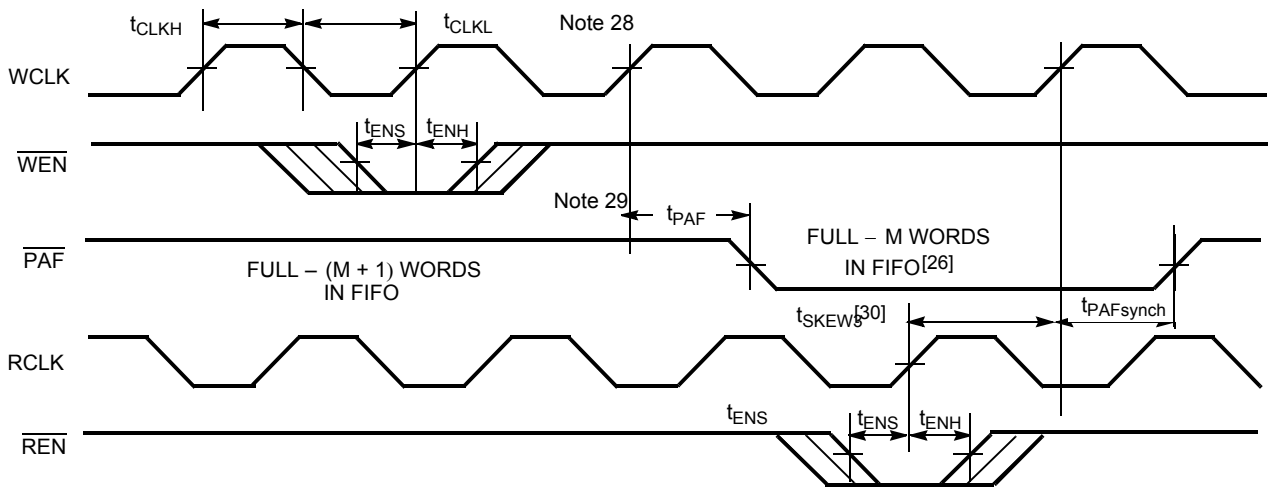 tCLKH
tCLKL
Note 28
WCLK
tENS
tENH
WEN
Note 29
tPAF
PAF
FULL – (M + 1) WORDS
IN FIFO
FULL – M WORDS
IN FIFO[26]
tSKEW3[30]
tPAFsynch
RCLK
tENS
tENS
tENH
REN